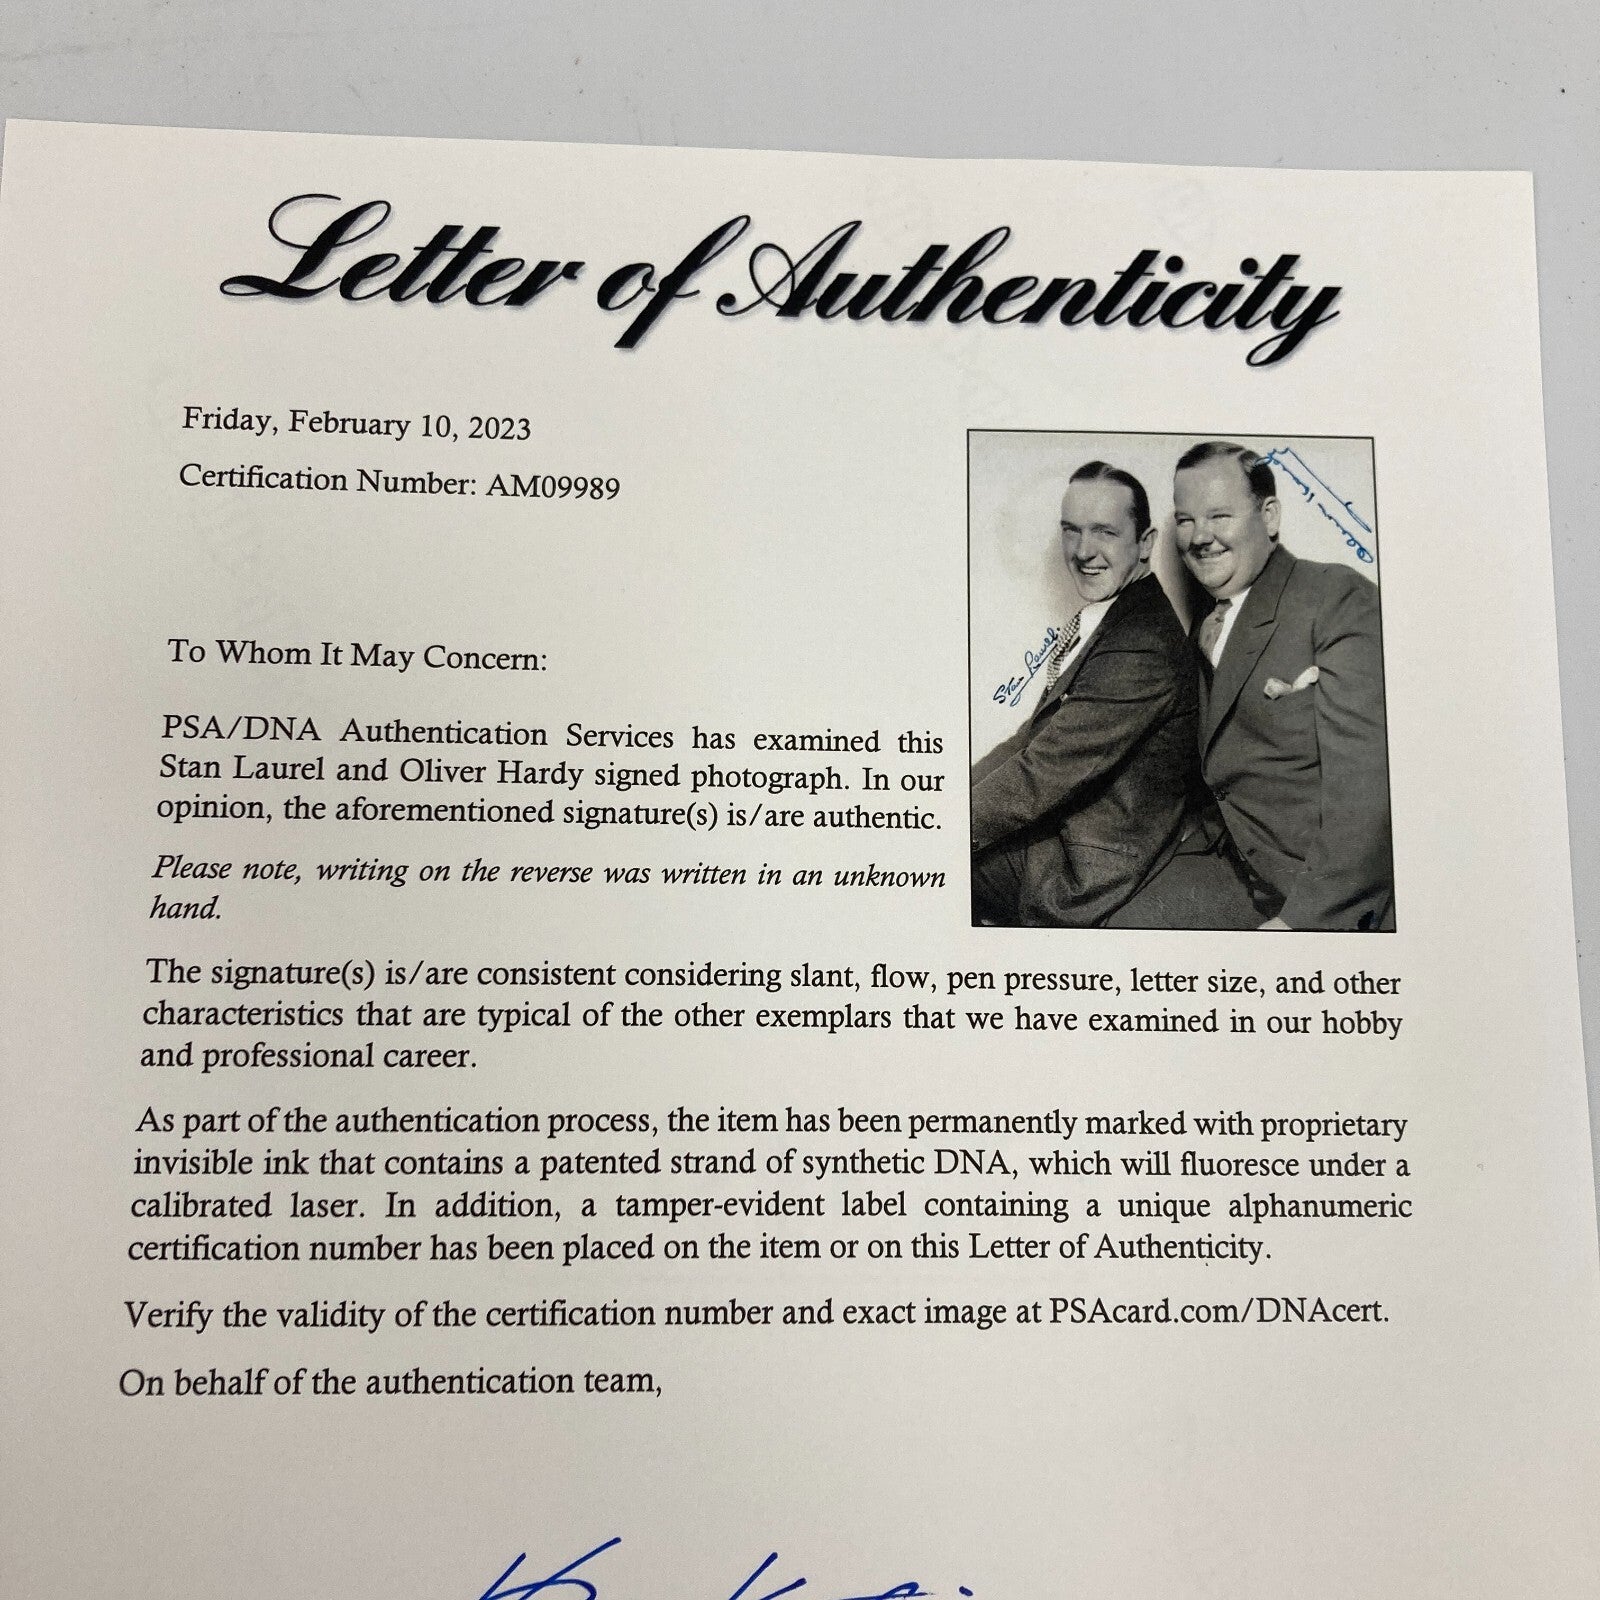 Letter of Authenticity
Friday, February 10, 2023
Certification Number: AM09989
Stan Laurel
Oliver Hardy
To Whom It May Concern:
PSA/DNA Authentication Services has examined this
Stan Laurel and Oliver Hardy signed photograph. In our
opinion, the aforementioned signature(s) is/are authentic.
Please note, writing on the reverse was written in an unknown
hand.
The signature(s) is/are consistent considering slant, flow, pen pressure, letter size, and other
characteristics that are typical of the other exemplars that we have examined in our hobby
and professional career.
As part of the authentication process, the item has been permanently marked with proprietary
invisible ink that contains a patented strand of synthetic DNA, which will fluoresce under a
calibrated laser. In addition, a tamper-evident label containing a unique alphanumeric
certification number has been placed on the item or on this Letter of Authenticity.
Verify the validity of the certification number and exact image at PSAcard.com/DNAcert.
On behalf of the authentication team,